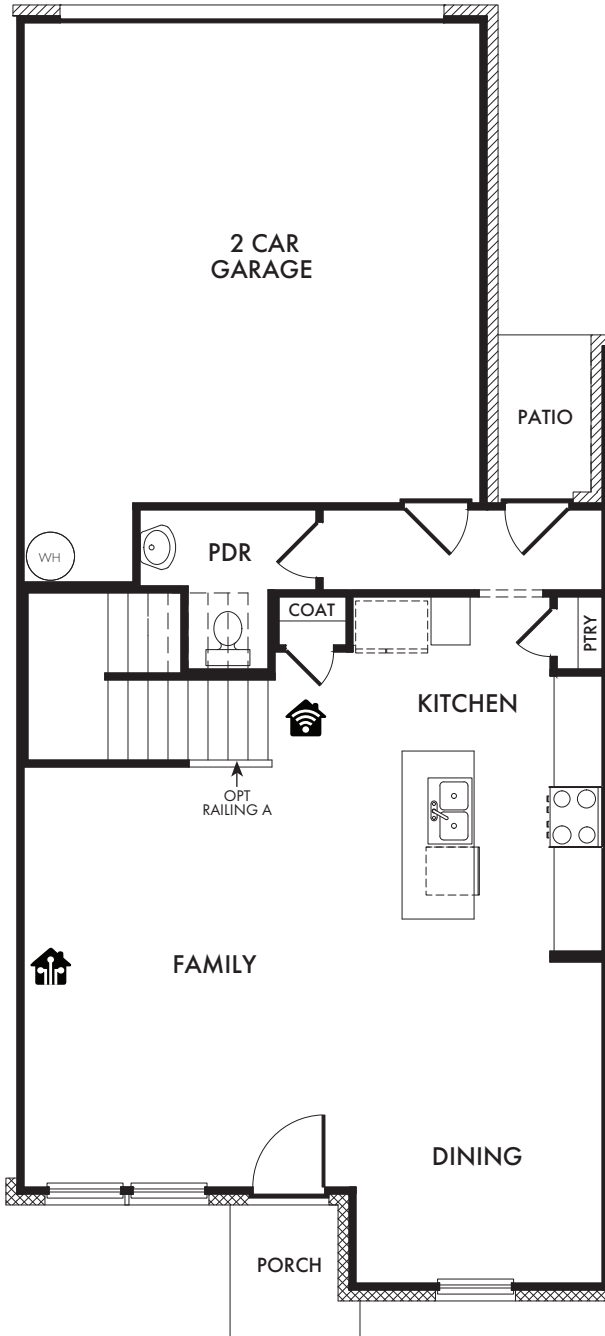 2 CAR
GARAGE
PATIO
WH
PDR
COAT
PTRY
KITCHEN
OPT
RAILING A
FAMILY
DINING
PORCH